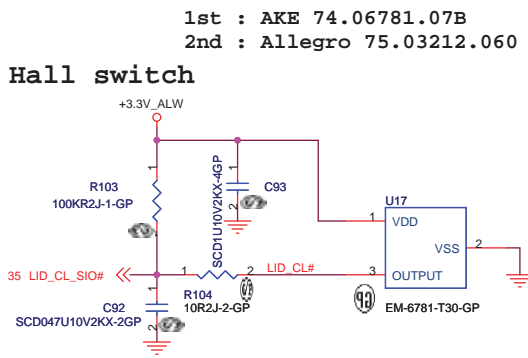 1st : AKE 74.06781.07B
2nd : Allegro 75.03212.060
Hall switch
+3.3V_ALW
R103
100KR2J-1-GP
1
2
SCD1U10V2KX-4GP
1
2
C93
U17
1
VDD
VSS
2
3
OUTPUT
EM-6781-T30-GP
35 LID_CL_SIO#
1
2
LID_CL#
R104
10R2J-2-GP
C92
SCD047U10V2KX-2GP
1
2